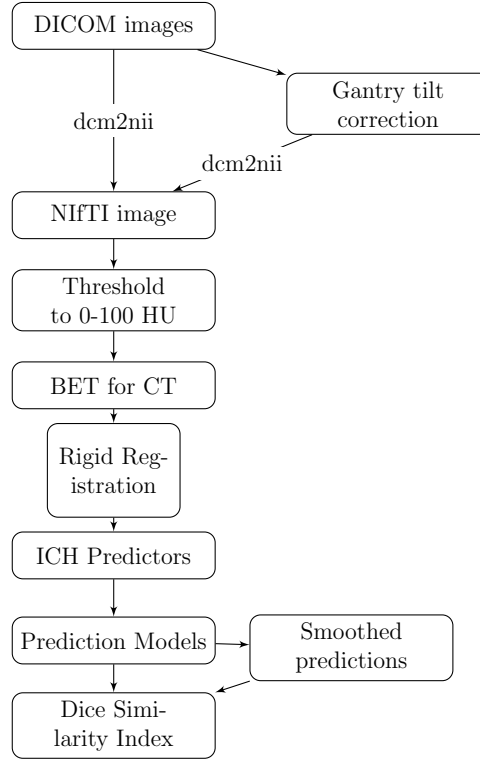 DICOM images
Gantry tilt
correction
dcm2nii
dcm2nii
NIfTI image
Threshold
to 0-100 HU
BET for CT
Rigid Reg-
istration
ICH Predictors
Prediction Models
Smoothed
predictions
Dice Simi-
larity Index